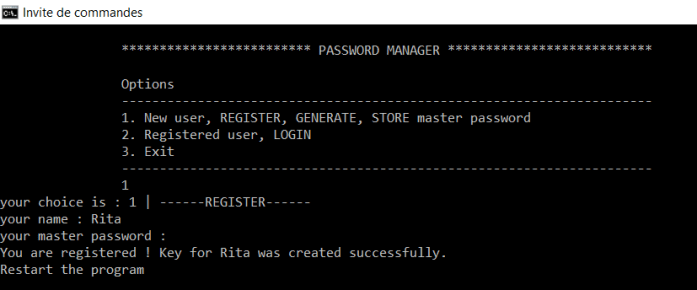 Invite de commandes
************************* PASSWORD MANAGER ***************************
Options
----------------------------------------------------------------------
1. New user, REGISTER, GENERATE, STORE master password
2. Registered user, LOGIN
3. Exit
----------------------------------------------------------------------
1
your choice is : 1 | ------REGISTER------
your name : Rita
your master password :
You are registered ! Key for Rita was created successfully.
Restart the program